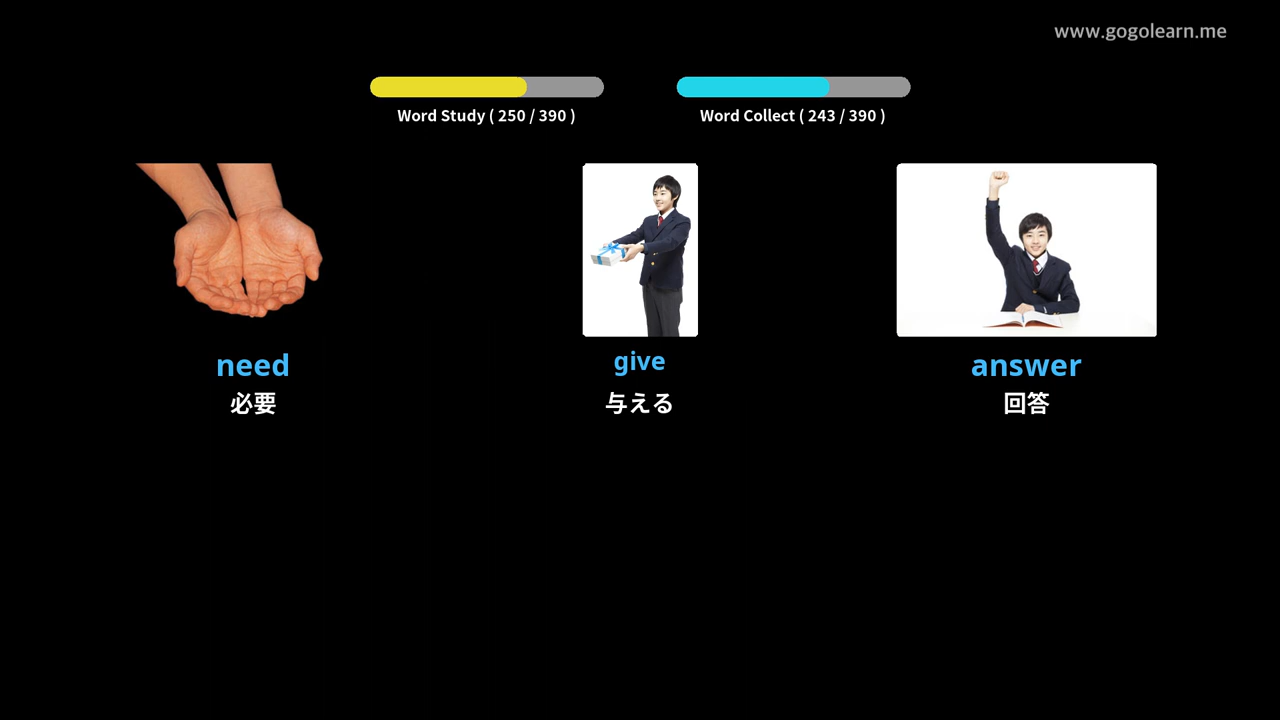 www.gogolearn.me
Word Study ( 250 / 390 )
Word Collect ( 243 / 390 )
need
give
answer
必要
与える
回答